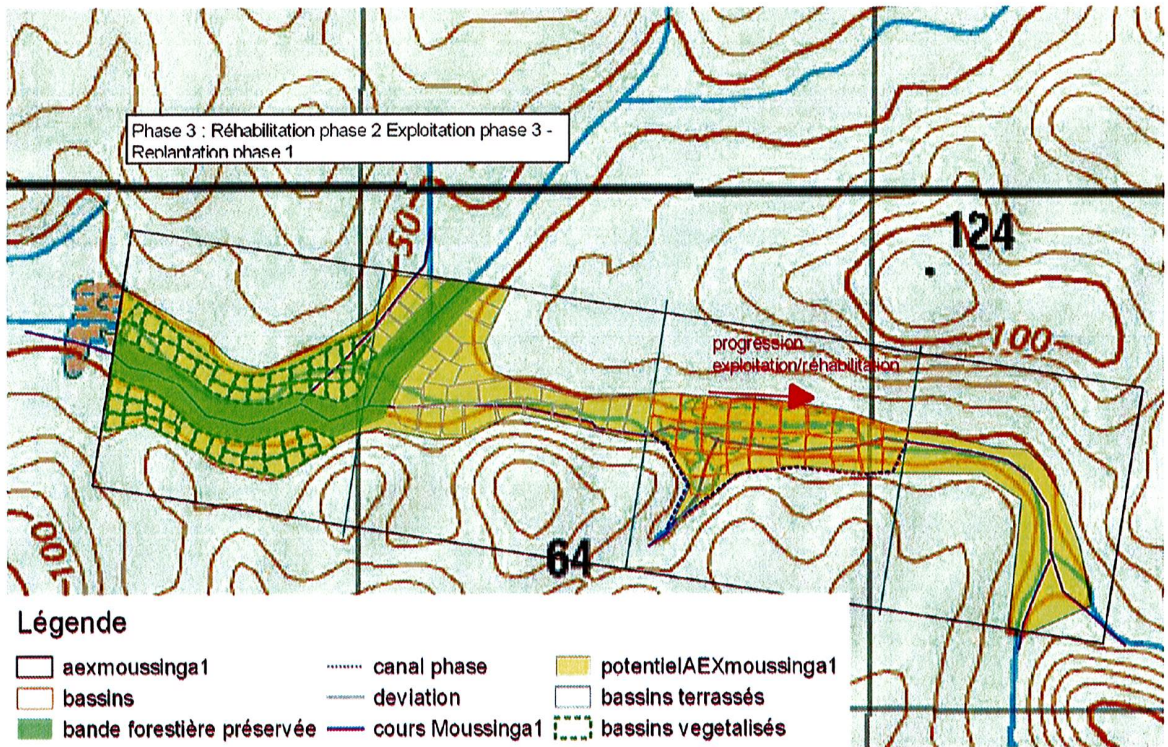 Phase 3 : Réhabilitation phase 2 Exploitation phase 3 -
Replantation phase 1
50
124
100
progression
exploitation/réhabilitation
64
100
Légende
aexmoussinga1
canal phase
potentielAEXmoussinga1
bassins
deviation
bassins terrassés
bande forestière préservée
cours Moussinga1
bassins vegetalisés